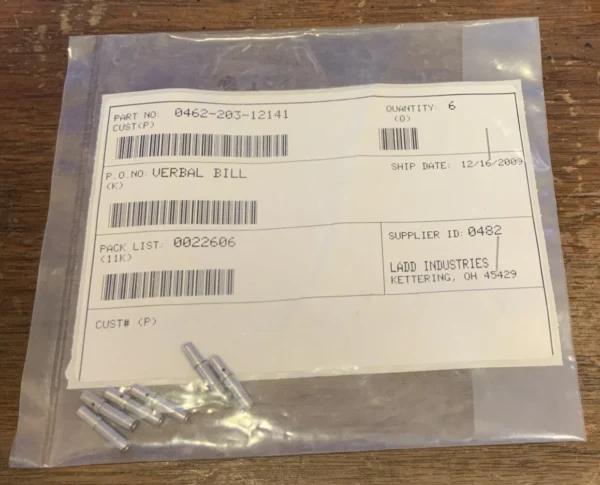 PART NO: 0462-203-12141
CUST(P)
QUANTITY: 6
(Q)
P.O.NO: VERBAL BILL
(K)
SHIP DATE: 12/16/2009
PACK LIST: 0022606
(11K)
SUPPLIER ID: 0482
LADD INDUSTRIES
KETTERING, OH 45429
CUST# (P)